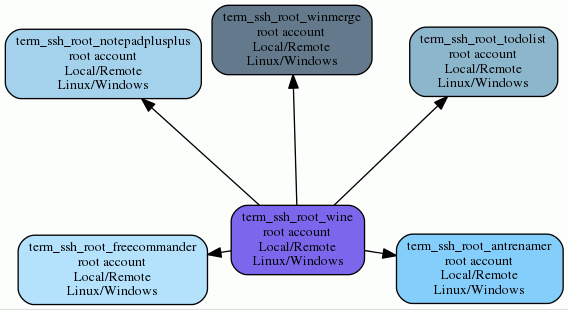 term_ssh_root_winmerge
root account
Local/Remote
Linux/Windows
term_ssh_root_notepadplusplus
root account
Local/Remote
Linux/Windows
term_ssh_root_todolist
root account
Local/Remote
Linux/Windows
term_ssh_root_wine
root account
Local/Remote
Linux/Windows
term_ssh_root_freecommander
root account
Local/Remote
Linux/Windows
term_ssh_root_antrenamer
root account
Local/Remote
Linux/Windows